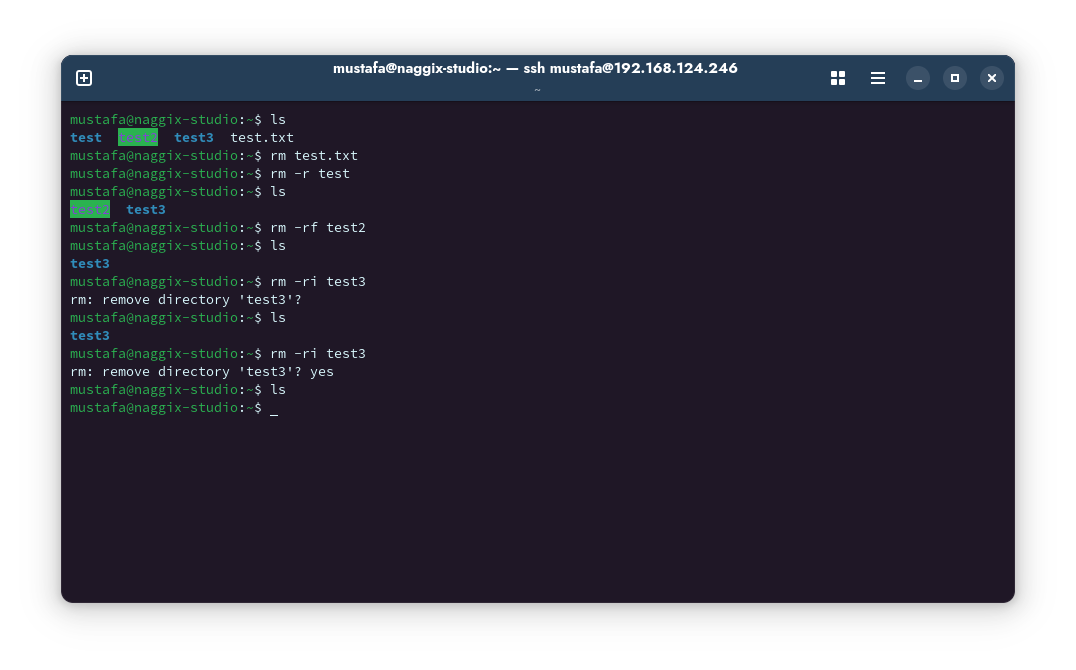 mustafa@naggix-studio:~ — ssh mustafa@192.168.124.246
~
mustafa@naggix-studio:~$ ls
test  test2  test3  test.txt
mustafa@naggix-studio:~$ rm test.txt
mustafa@naggix-studio:~$ rm -r test
mustafa@naggix-studio:~$ ls
test2  test3
mustafa@naggix-studio:~$ rm -rf test2
mustafa@naggix-studio:~$ ls
test3
mustafa@naggix-studio:~$ rm -ri test3
rm: remove directory 'test3'?
mustafa@naggix-studio:~$ ls
test3
mustafa@naggix-studio:~$ rm -ri test3
rm: remove directory 'test3'? yes
mustafa@naggix-studio:~$ ls
mustafa@naggix-studio:~$ _